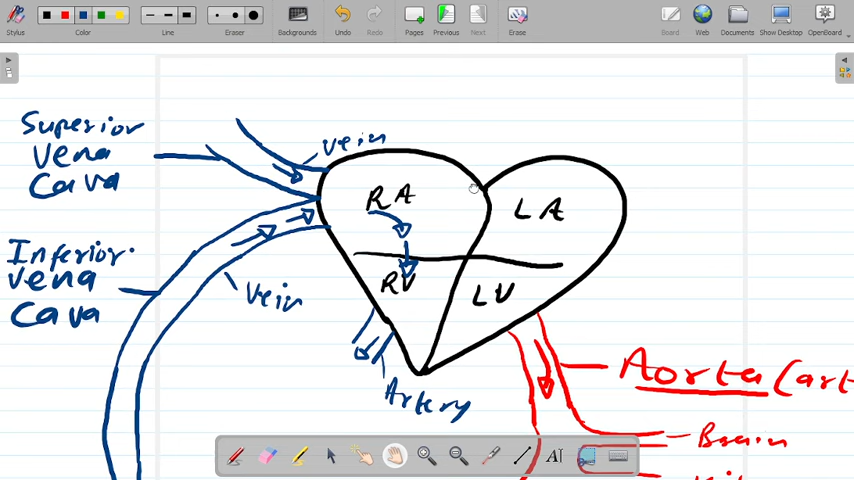 Stylus
Color
Line
Eraser
Backgrounds
Undo
Redo
Pages
Previous
Next
Erase
Board
Web
Documents
Show Desktop
OpenBoard
Superior
vena
Cava
vein
RA
LA
Inferior.
vena
Cava
vein
RV
LV
Artery
Aorta (art
Brain